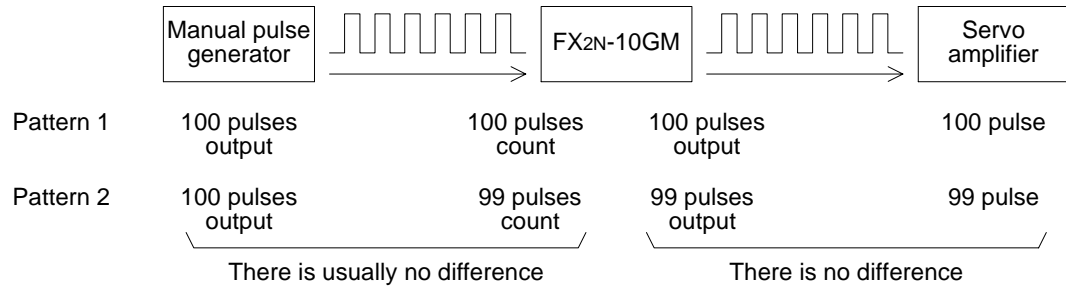 Manual pulse
generator
FX2N-10GM
Servo
amplifier
Pattern 1
100 pulses
output
100 pulses
count
100 pulses
output
100 pulse
Pattern 2
100 pulses
output
99 pulses
count
99 pulses
output
99 pulse
There is usually no difference
There is no difference